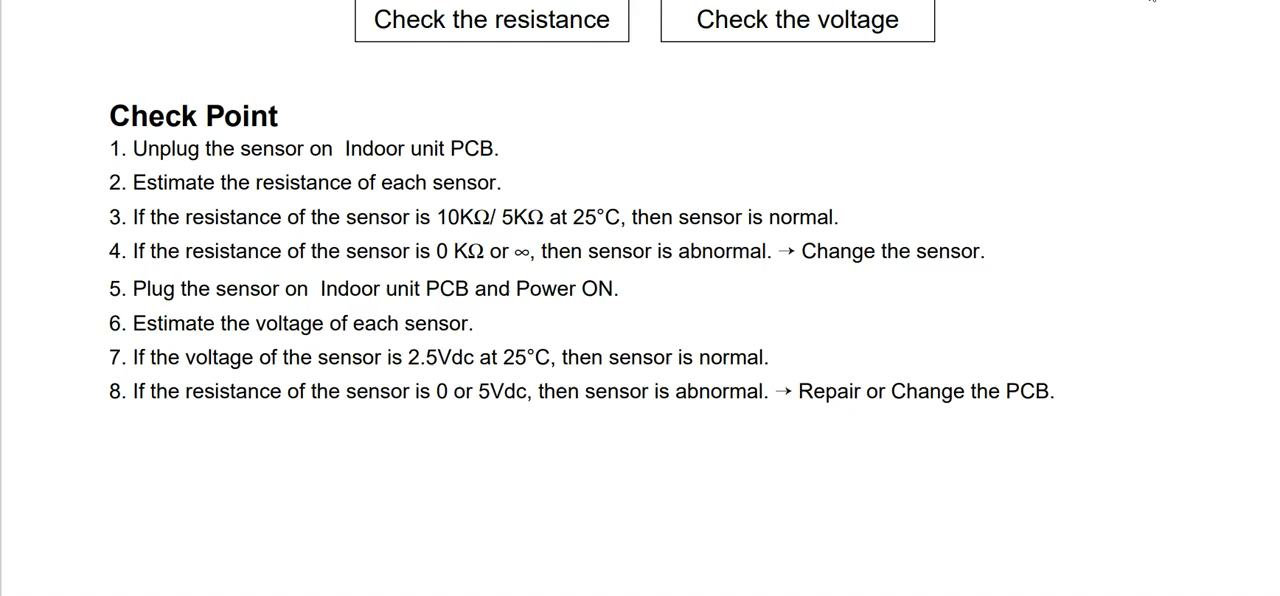 Check the resistance
Check the voltage
Check Point
1. Unplug the sensor on  Indoor unit PCB.
2. Estimate the resistance of each sensor.
3. If the resistance of the sensor is 10KΩ/ 5KΩ at 25°C, then sensor is normal.
4. If the resistance of the sensor is 0 KΩ or ∞, then sensor is abnormal. → Change the sensor.
5. Plug the sensor on  Indoor unit PCB and Power ON.
6. Estimate the voltage of each sensor.
7. If the voltage of the sensor is 2.5Vdc at 25°C, then sensor is normal.
8. If the resistance of the sensor is 0 or 5Vdc, then sensor is abnormal. → Repair or Change the PCB.